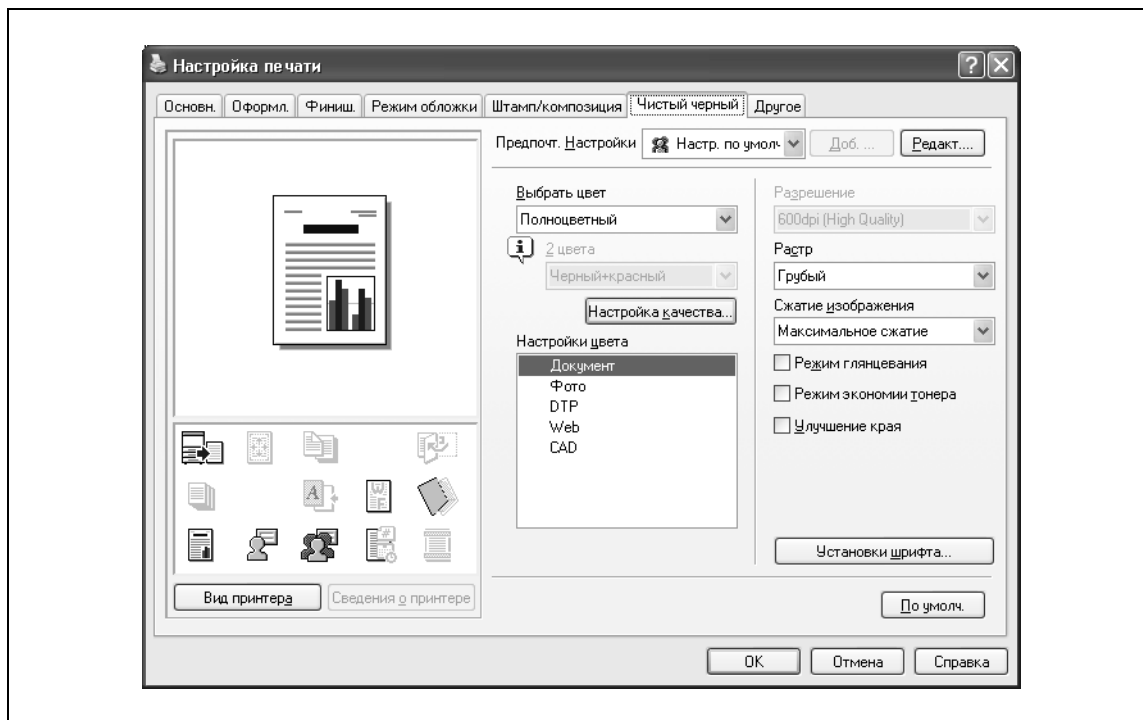 Настройка печати
Основн. Оформл. Финиш. Режим обложки Штамп/композиция Чистый черный Другое
Предпочт. Настройки Настр. по умолч Доб. ... Редакт....
Выбрать цвет
Полноцветный
2 цвета
Черный+красный
Настройка качества...
Настройки цвета
Документ
Фото
DTP
Web
CAD
Разрешение
600dpi (High Quality)
Растр
Грубый
Сжатие изображения
Максимальное сжатие
Режим глянцевания
Режим экономии тонера
Улучшение края
Установки шрифта...
Вид принтера Сведения о принтере
По умолч.
OK Отмена Справка